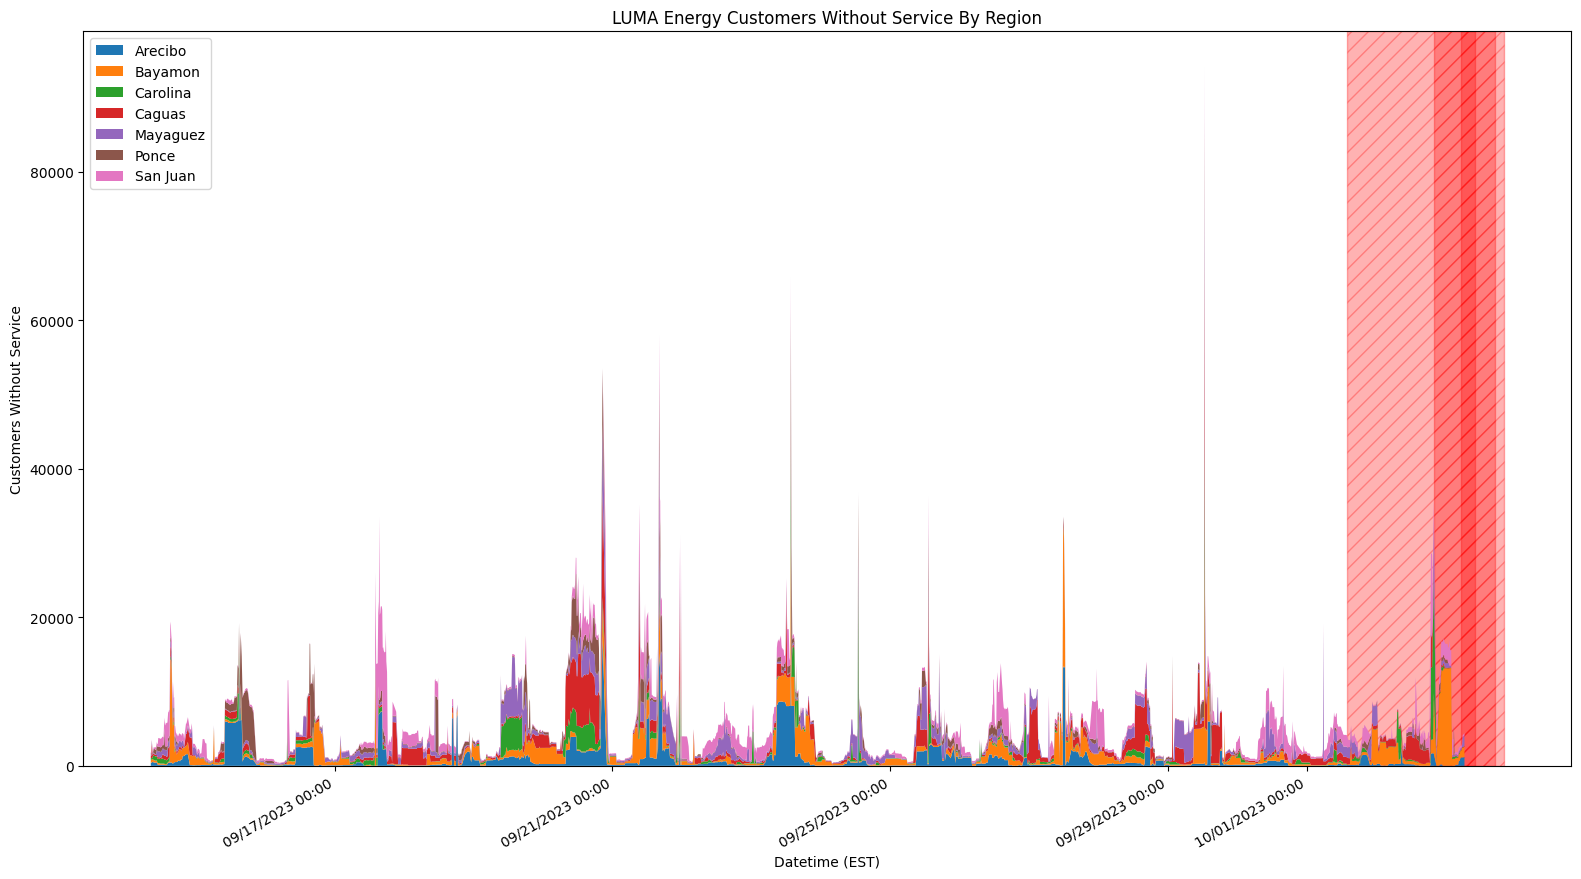 LUMA Energy Customers Without Service By Region
Arecibo
Bayamon
Carolina
Caguas
Mayaguez
Ponce
San Juan
80000
60000
40000
20000
0
Customers Without Service
09/17/2023 00:00
09/21/2023 00:00
09/25/2023 00:00
09/29/2023 00:00
10/01/2023 00:00
Datetime (EST)